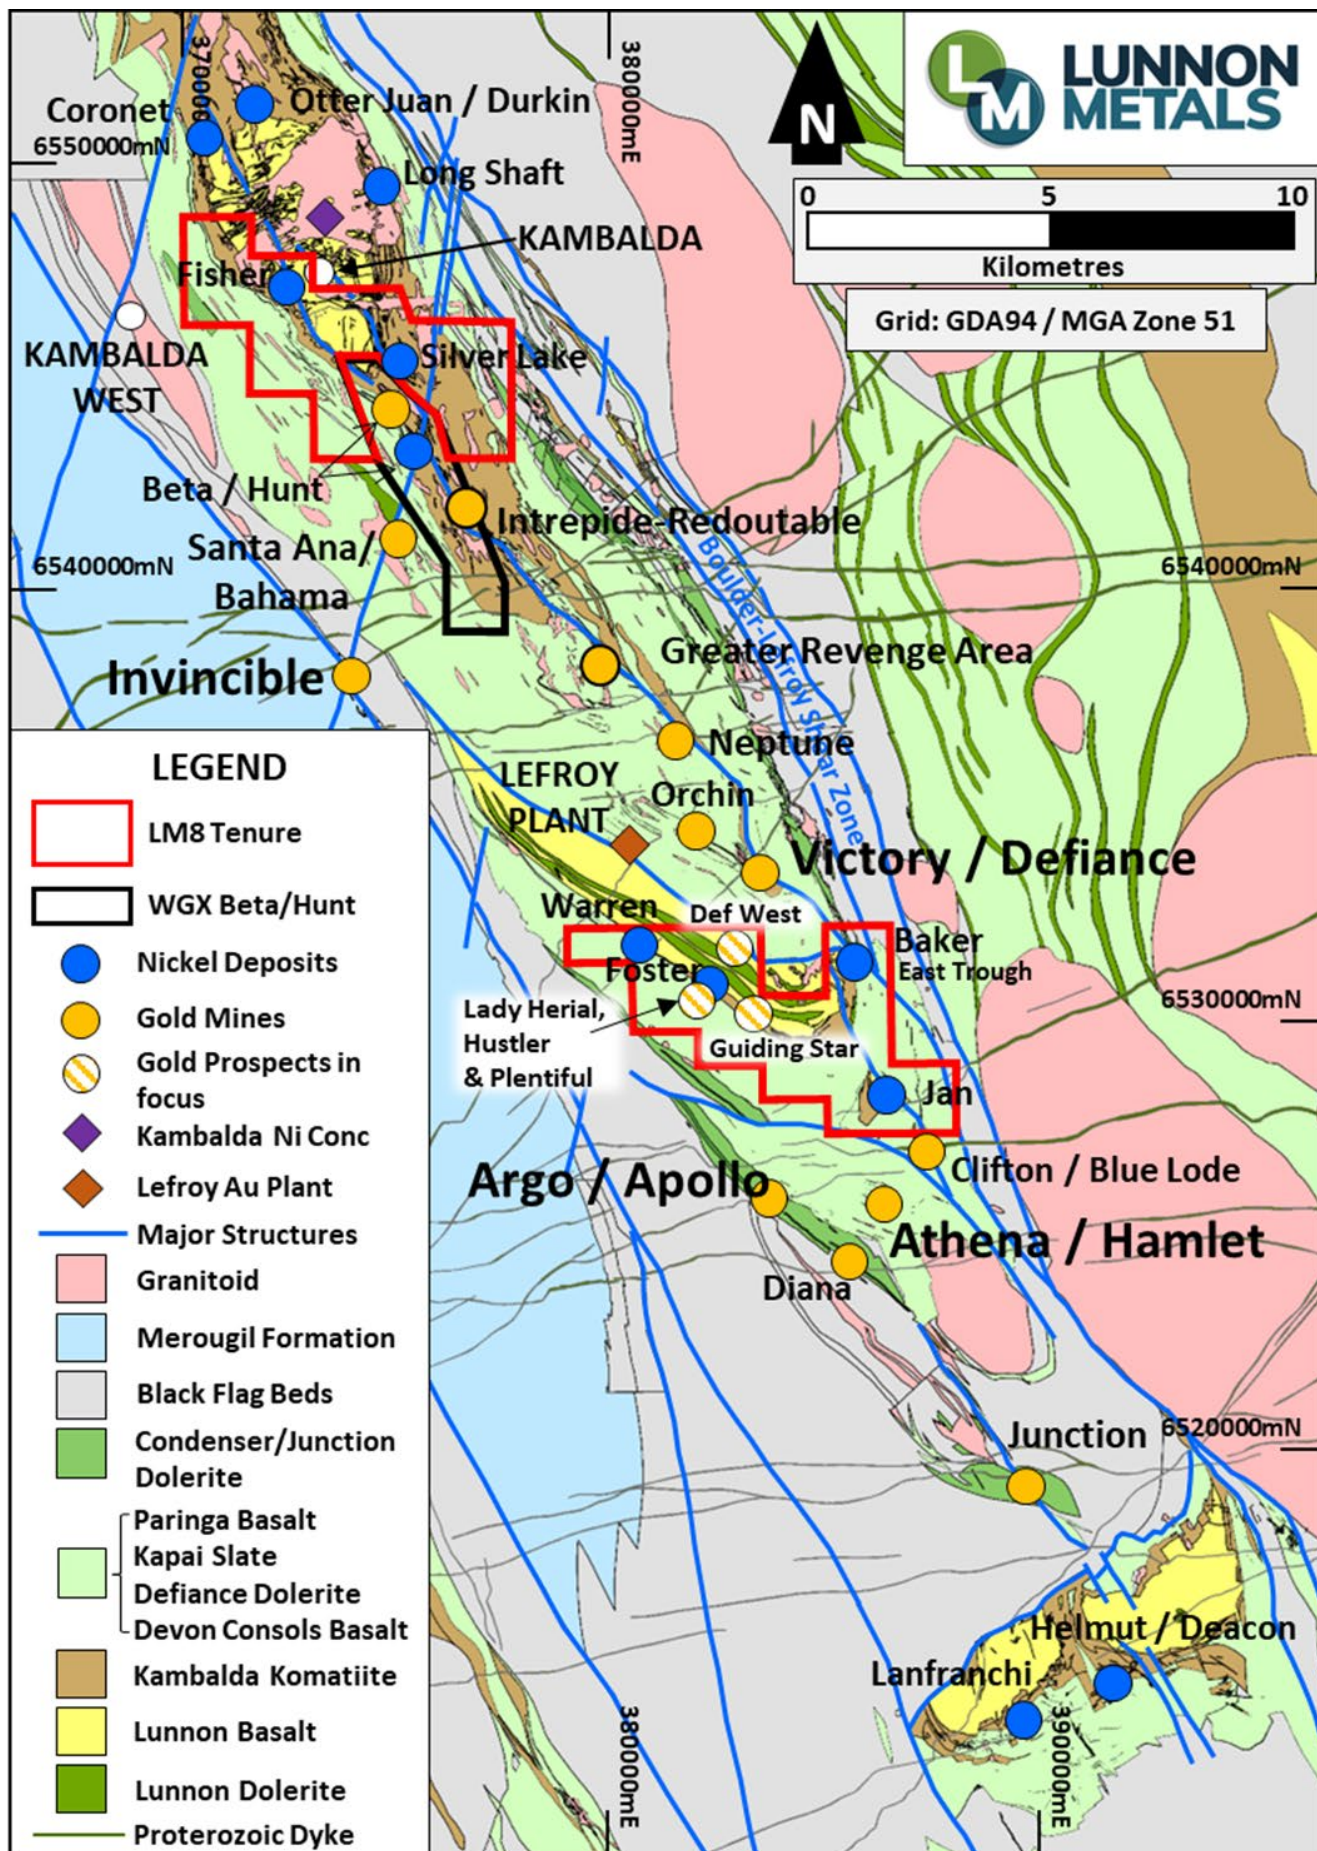 370000
380000mE
LM
LUNNON
METALS
N
Coronet
6550000mN
Otter Juan / Durkin
Long Shaft
KAMBALDA
Fisher
KAMBALDA
WEST
Silver Lake
0 5 10
Kilometres
Grid: GDA94 / MGA Zone 51
Beta / Hunt
Intrepide-Redoutable
Santa Ana/
Bahama
6540000mN
6540000mN
Boulder-Lefroy Shear Zone
Invincible
Greater Revenge Area
Neptune
LEFROY
PLANT
Orchin
Victory / Defiance
Warren
Def West
Baker
East Trough
Foster
Lady Herial,
Hustler
& Plentiful
Guiding Star
6530000mN
Jan
Clifton / Blue Lode
Argo / Apollo
Athena / Hamlet
Diana
Junction
6520000mN
Helmut / Deacon
Lanfranchi
380000mE
390000mE
LEGEND
LM8 Tenure
WGX Beta/Hunt
Nickel Deposits
Gold Mines
Gold Prospects in
focus
Kambalda Ni Conc
Lefroy Au Plant
Major Structures
Granitoid
Merougil Formation
Black Flag Beds
Condenser/Junction
Dolerite
Paringa Basalt
Kapai Slate
Defiance Dolerite
Devon Consols Basalt
Kambalda Komatiite
Lunnon Basalt
Lunnon Dolerite
Proterozoic Dyke